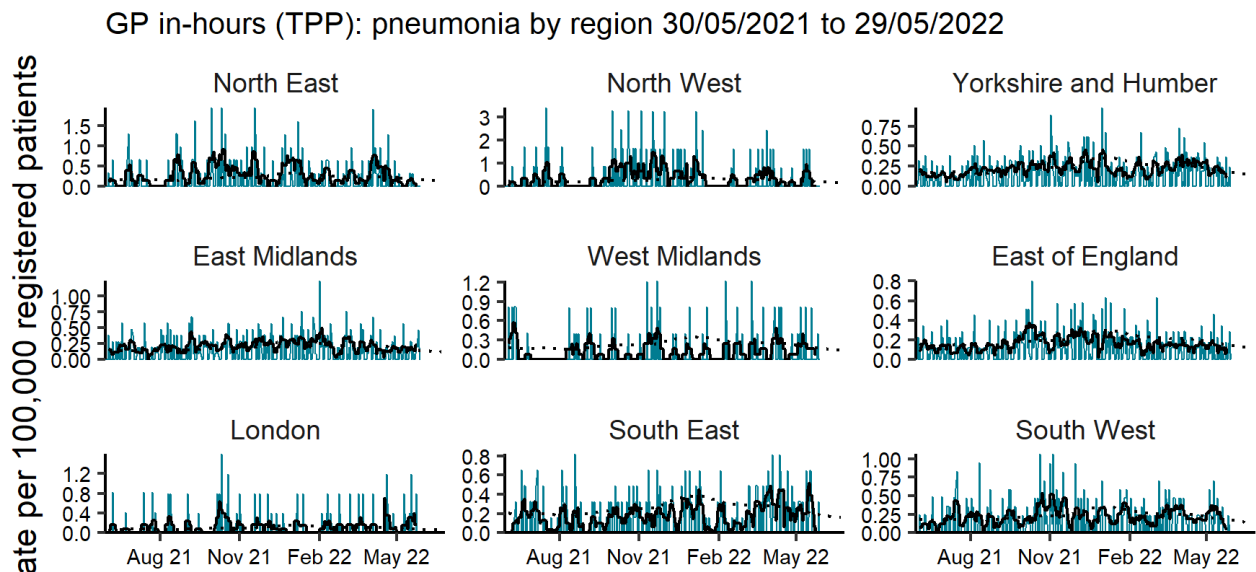 GP in-hours (TPP): pneumonia by region 30/05/2021 to 29/05/2022
ate per 100,000 registered patients
North East
North West
Yorkshire and Humber
1.5
1.0
0.5
0.0
3
2
1
0
0.75
0.50
0.25
0.00
East Midlands
West Midlands
East of England
1.00
0.75
0.50
0.25
0.00
1.2
0.9
0.6
0.3
0.0
0.8
0.6
0.4
0.2
0.0
London
South East
South West
1.2
0.8
0.4
0.0
0.8
0.6
0.4
0.2
0.0
1.00
0.75
0.50
0.25
0.00
Aug 21 Nov 21 Feb 22 May 22
Aug 21 Nov 21 Feb 22 May 22
Aug 21 Nov 21 Feb 22 May 22